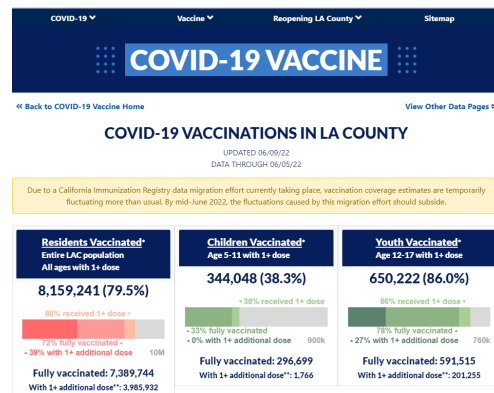 COVID-19 Vaccine Reopening LA County Sitemap
COVID-19 VACCINE
« Back to COVID-19 Vaccine Home View Other Data Pages
COVID-19 VACCINATIONS IN LA COUNTY
UPDATED 06/09/22
DATA THROUGH 06/05/22
Due to a California Immunization Registry data migration effort currently taking place, vaccination coverage estimates are temporarily
fluctuating more than usual. By mid-June 2022, the fluctuations caused by this migration effort should subside.
Residents Vaccinated*
Entire LAC population
All ages with 1+ dose
8,159,241 (79.5%)
80% received 1+ dose
72% fully vaccinated
39% with 1+ additional dose 10M
Fully vaccinated: 7,389,744
With 1+ additional dose**: 3,985,932
Children Vaccinated*
Age 5-11 with 1+ dose
344,048 (38.3%)
38% received 1+ dose
33% fully vaccinated
0% with 1+ additional dose 900k
Fully vaccinated: 296,699
With 1+ additional dose**: 1,766
Youth Vaccinated*
Age 12-17 with 1+ dose
650,222 (86.0%)
86% received 1+ dose
78% fully vaccinated
27% with 1+ additional dose 760k
Fully vaccinated: 591,515
With 1+ additional dose**: 201,255